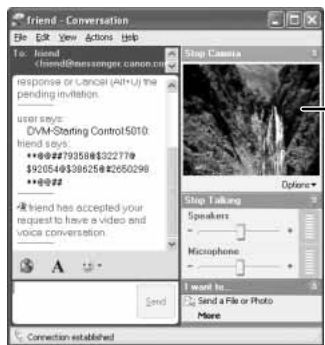 friend - Conversation
File Edit View Actions Help
To: friend
<friend@messenger.canon.co
Stop Camera
response or Cancel (Alt+Q) the
pending invitation.
user says:
DVM-Starting Control:5010:
friend says:
**@@##79358@$32277@
$92054@$38625@#2650298
**@@##
friend has accepted your
request to have a video and
voice conversation.
Options
Stop Talking
Speakers
- +
Microphone
- +
A
Send
I want to...
Send a File or Photo
More
Connection established